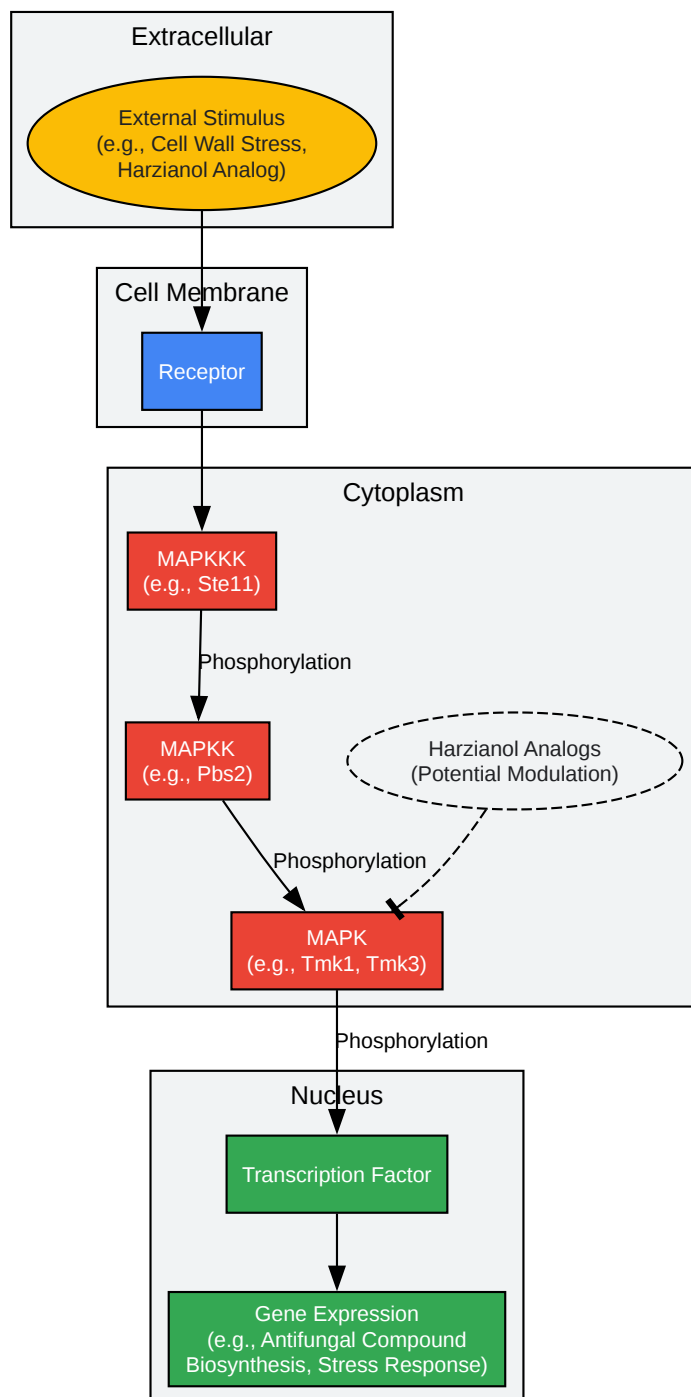 Extracellular
External Stimulus
(e.g., Cell Wall Stress,
Harzianol Analog)
Cell Membrane
Receptor
Cytoplasm
MAPKKK
(e.g., Ste11)
Phosphorylation
MAPKK
(e.g., Pbs2)
Harzianol Analogs
(Potential Modulation)
Phosphorylation
MAPK
(e.g., Tmk1, Tmk3)
Phosphorylation
Nucleus
Transcription Factor
Gene Expression
(e.g., Antifungal Compound
Biosynthesis, Stress Response)